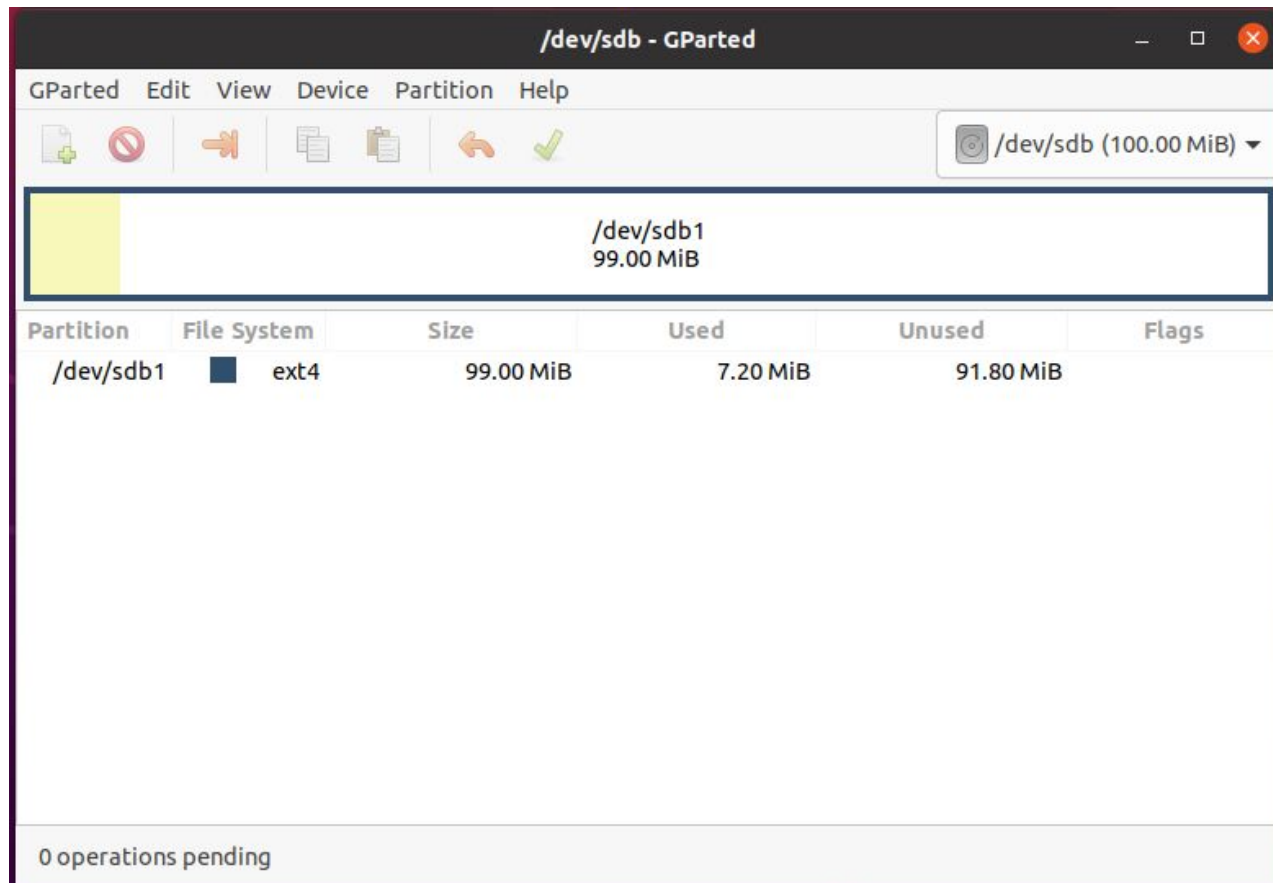 /dev/sdb - GParted
GParted Edit View Device Partition Help
/dev/sdb (100.00 MiB)
/dev/sdb1
99.00 MiB
Partition File System Size Used Unused Flags
/dev/sdb1 ext4 99.00 MiB 7.20 MiB 91.80 MiB
0 operations pending